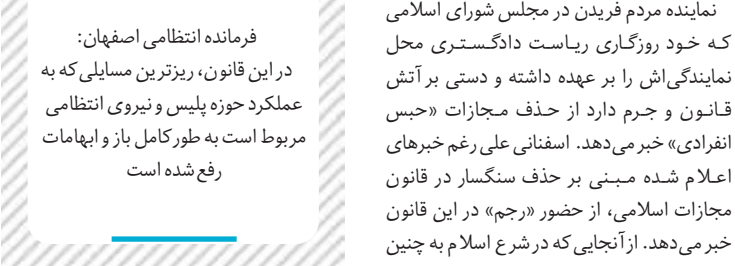 نماینده مردم فریدن در مجلس شورای اسلامی
که خود روزگاری ریاست دادگستری محل
نمایندگی‌اش را بر عهده داشته و دستی بر آتش
قانون و جرم دارد از حذف مجازات «حبس
انفرادی» خبر می‌دهد. اسفنانی علی رغم خبرهای
اعلام شده مبنی بر حذف سنگسار در قانون
مجازات اسلامی، از حضور «رجم» در این قانون
خبر می‌دهد. از آنجایی که در شرع اسلام به چنین
فرمانده انتظامی اصفهان:
در این قانون، ریزترین مسایلی که به
عملکرد حوزه پلیس و نیروی انتظامی
مربوط است به طور کامل باز و ابهامات
رفع شده است